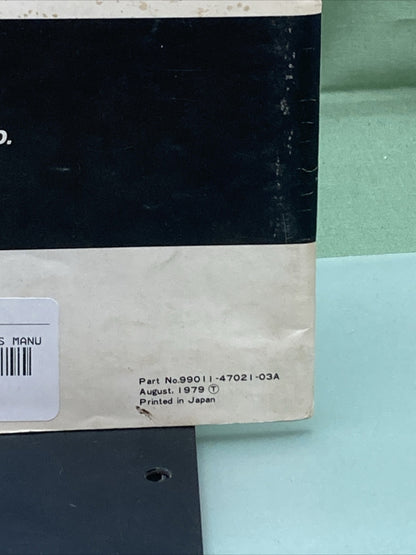 o.
S MANU
Part No.99011-47021-03A
August. 1979 Ⓣ
Printed in Japan